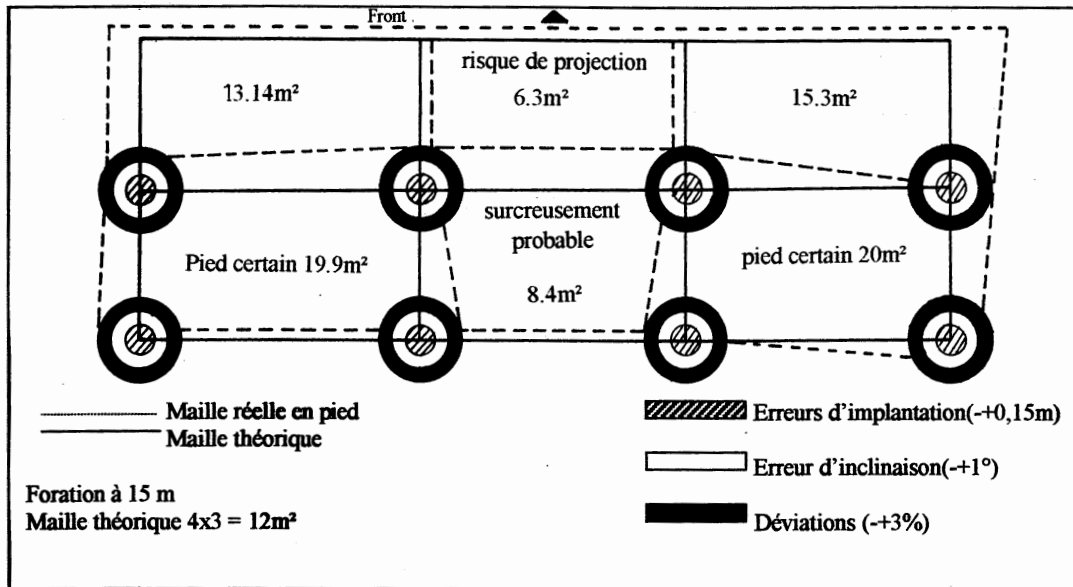 Front
risque de projection
13.14m²
6.3m²
15.3m²
surcreusement
probable
Pied certain 19.9m²
pied certain 20m²
8.4m²
Maille réelle en pied
Maille théorique
Erreurs d'implantation(-+0,15m)
Erreur d'inclinaison(-+1°)
Déviations (-+3%)
Foration à 15 m
Maille théorique 4x3 = 12m²